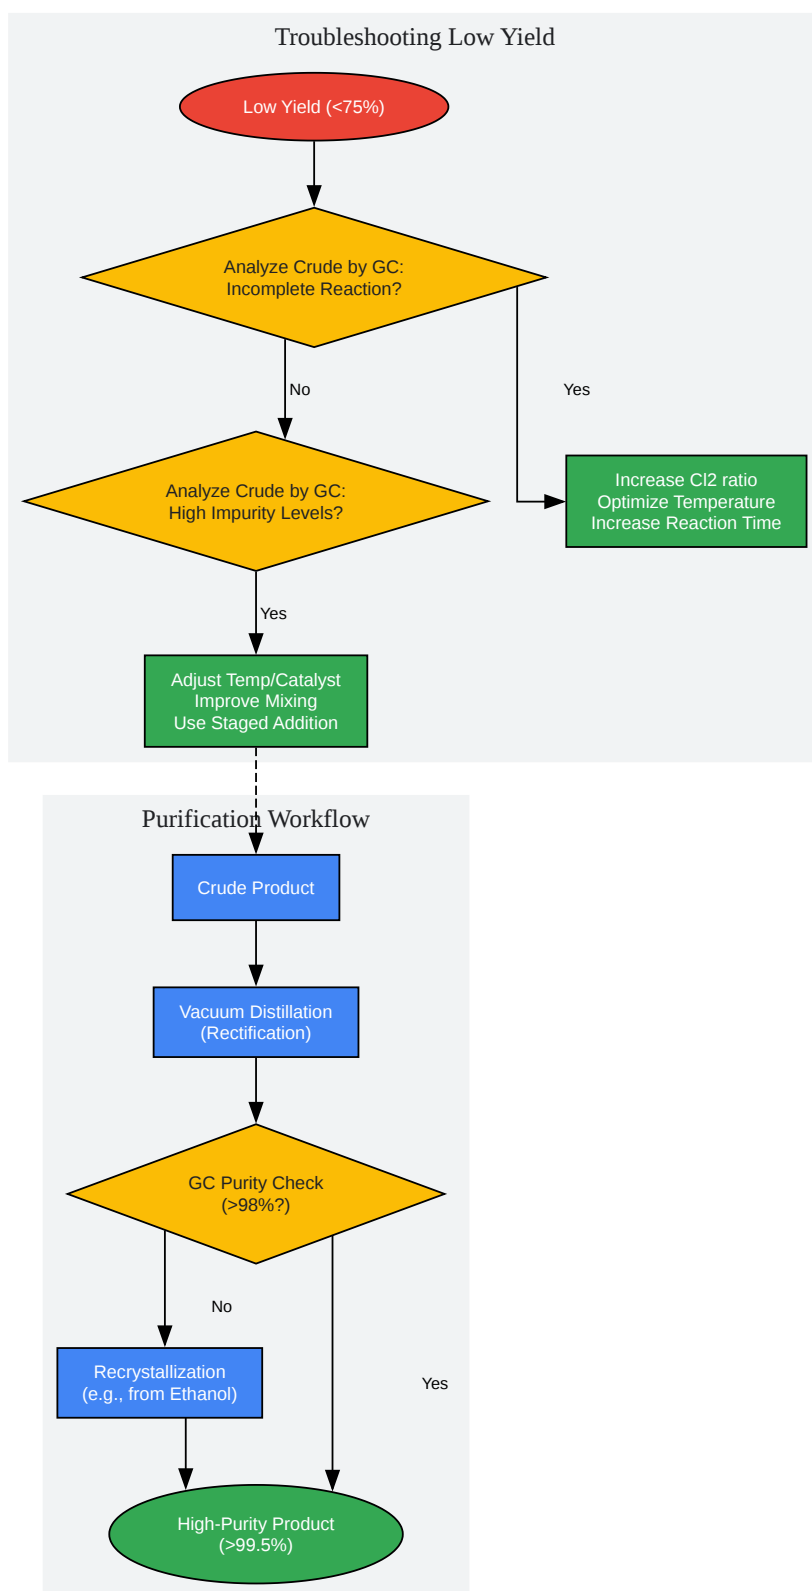 Troubleshooting Low Yield
Low Yield (<75%)
Analyze Crude by GC:
Incomplete Reaction?
No
Yes
Increase Cl2 ratio
Optimize Temperature
Increase Reaction Time
Analyze Crude by GC:
High Impurity Levels?
Yes
Adjust Temp/Catalyst
Improve Mixing
Use Staged Addition
Purification Workflow
Crude Product
Vacuum Distillation
(Rectification)
GC Purity Check
(>98%?)
No
Recrystallization
(e.g., from Ethanol)
Yes
High-Purity Product
(>99.5%)